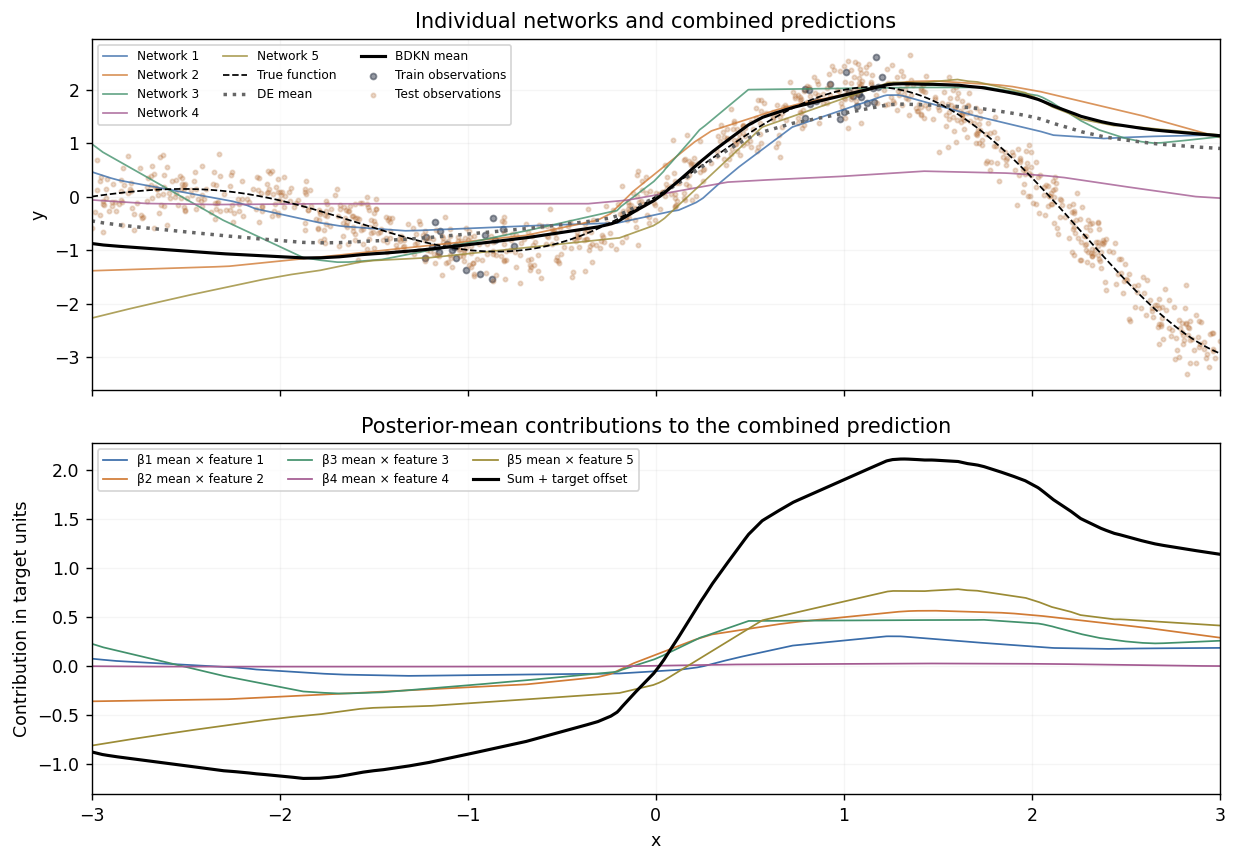 Individual networks and combined predictions
Network 1
Network 2
Network 3
Network 4
Network 5
True function
DE mean
BDKN mean
Train observations
Test observations
y
2
1
0
−1
−2
−3
Posterior-mean contributions to the combined prediction
β1 mean × feature 1
β2 mean × feature 2
β3 mean × feature 3
β4 mean × feature 4
β5 mean × feature 5
Sum + target offset
Contribution in target units
2.0
1.5
1.0
0.5
0.0
−0.5
−1.0
−3 −2 −1 0 1 2 3
x